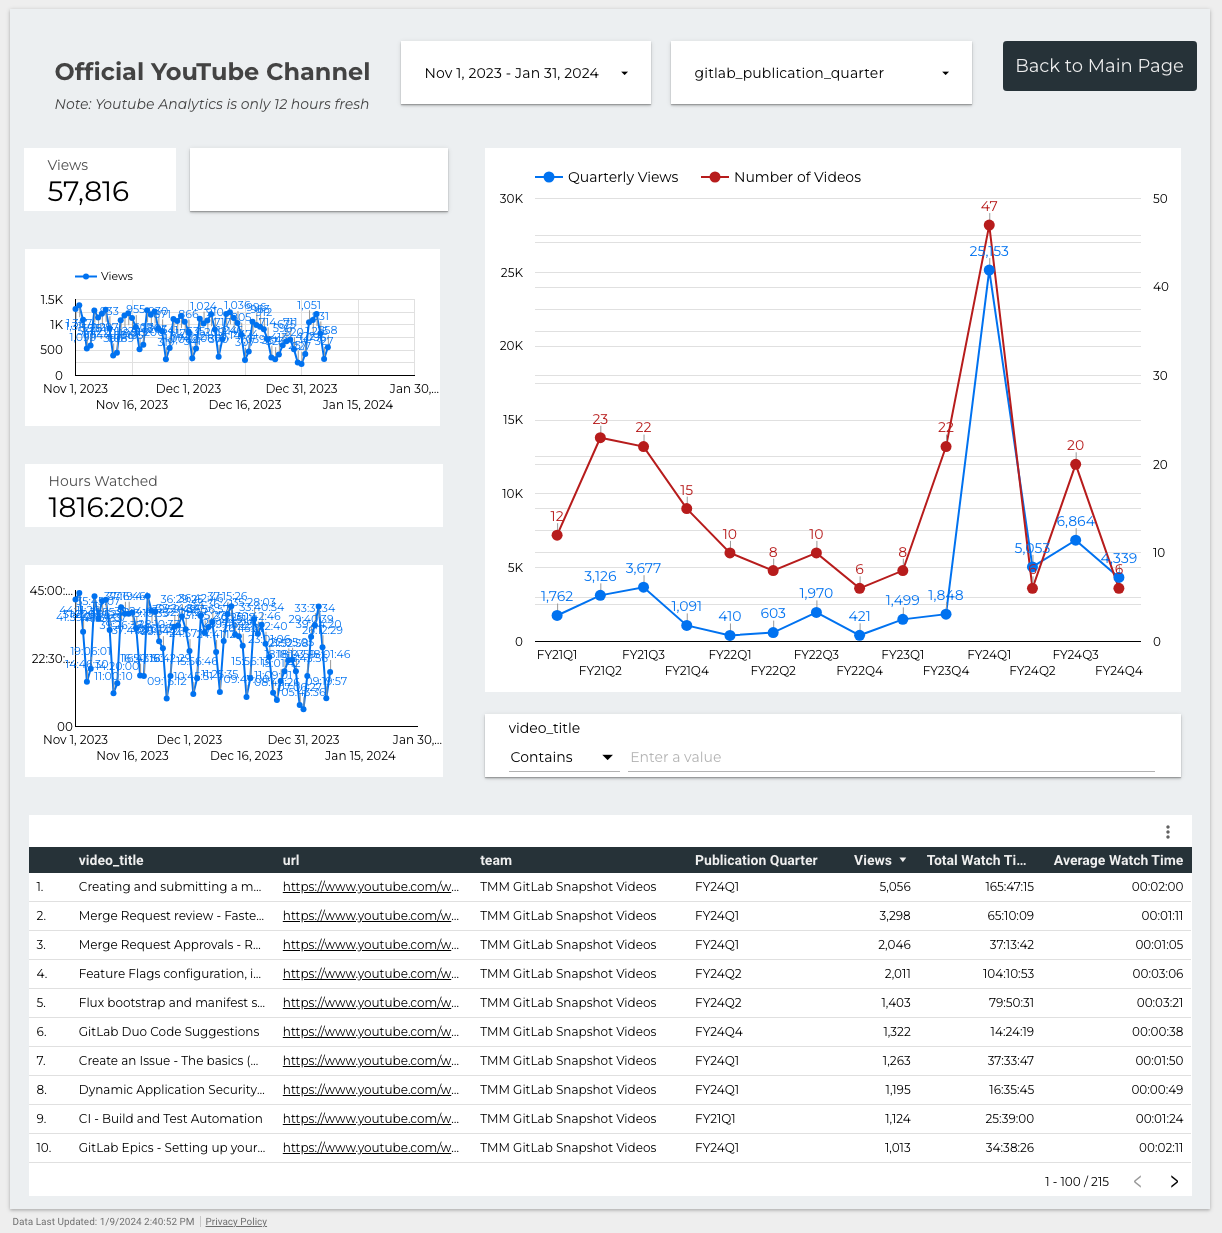 Official YouTube Channel
Note: Youtube Analytics is only 12 hours fresh
Nov 1, 2023 - Jan 31, 2024
gitlab_publication_quarter
Back to Main Page
Views
57,816
Views
1.5K
1K
500
0
1,024
1,036
1,051
Nov 1, 2023
Dec 1, 2023
Dec 31, 2023
Jan 30,...
Nov 16, 2023
Dec 16, 2023
Jan 15, 2024
Hours Watched
1816:20:02
45:00:...
22:30:...
00
33:40:54
Nov 1, 2023
Dec 1, 2023
Dec 31, 2023
Jan 30,...
Nov 16, 2023
Dec 16, 2023
Jan 15, 2024
Quarterly Views
Number of Videos
30K
25K
20K
15K
10K
5K
0
50
40
30
20
10
0
12
23
22
15
10
8
10
6
8
22
47
20
6
1,762
3,126
3,677
1,091
410
603
1,970
421
1,499
1,848
25,153
5,053
6,864
4,339
FY21Q1
FY21Q3
FY22Q1
FY22Q3
FY23Q1
FY24Q1
FY24Q3
FY21Q2
FY21Q4
FY22Q2
FY22Q4
FY23Q4
FY24Q2
FY24Q4
video_title
Contains
Enter a value
video_title url team Publication Quarter Views Total Watch Ti... Average Watch Time
1. Creating and submitting a m... https://www.youtube.com/w... TMM GitLab Snapshot Videos FY24Q1 5,056 165:47:15 00:02:00
2. Merge Request review - Faste... https://www.youtube.com/w... TMM GitLab Snapshot Videos FY24Q1 3,298 65:10:09 00:01:11
3. Merge Request Approvals - R... https://www.youtube.com/w... TMM GitLab Snapshot Videos FY24Q1 2,046 37:13:42 00:01:05
4. Feature Flags configuration, i... https://www.youtube.com/w... TMM GitLab Snapshot Videos FY24Q2 2,011 104:10:53 00:03:06
5. Flux bootstrap and manifest s... https://www.youtube.com/w... TMM GitLab Snapshot Videos FY24Q2 1,403 79:50:31 00:03:21
6. GitLab Duo Code Suggestions https://www.youtube.com/w... TMM GitLab Snapshot Videos FY24Q4 1,322 14:24:19 00:00:38
7. Create an Issue - The basics (... https://www.youtube.com/w... TMM GitLab Snapshot Videos FY24Q1 1,263 37:33:47 00:01:50
8. Dynamic Application Security... https://www.youtube.com/w... TMM GitLab Snapshot Videos FY24Q1 1,195 16:35:45 00:00:49
9. CI - Build and Test Automation https://www.youtube.com/w... TMM GitLab Snapshot Videos FY21Q1 1,124 25:39:00 00:01:24
10. GitLab Epics - Setting up your... https://www.youtube.com/w... TMM GitLab Snapshot Videos FY24Q1 1,013 34:38:26 00:02:11
1 - 100 / 215
Data Last Updated: 1/9/2024 2:40:52 PM
Privacy Policy